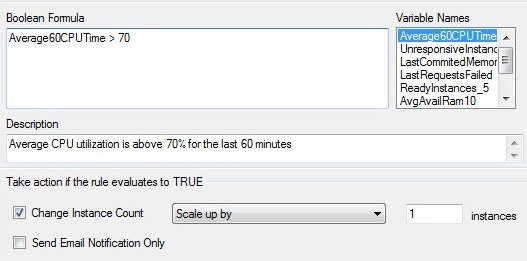 Boolean Formula
Average60CPUTime > 70
Variable Names
Average60CPUTime
UnresponsiveInstanc
LastCommitedMemor
LastRequestsFailed
ReadyInstances_5
AvgAvailRam10
Description
Average CPU utilization is above 70% for the last 60 minutes
Take action if the rule evaluates to TRUE
Change Instance Count
Scale up by
1
instances
Send Email Notification Only